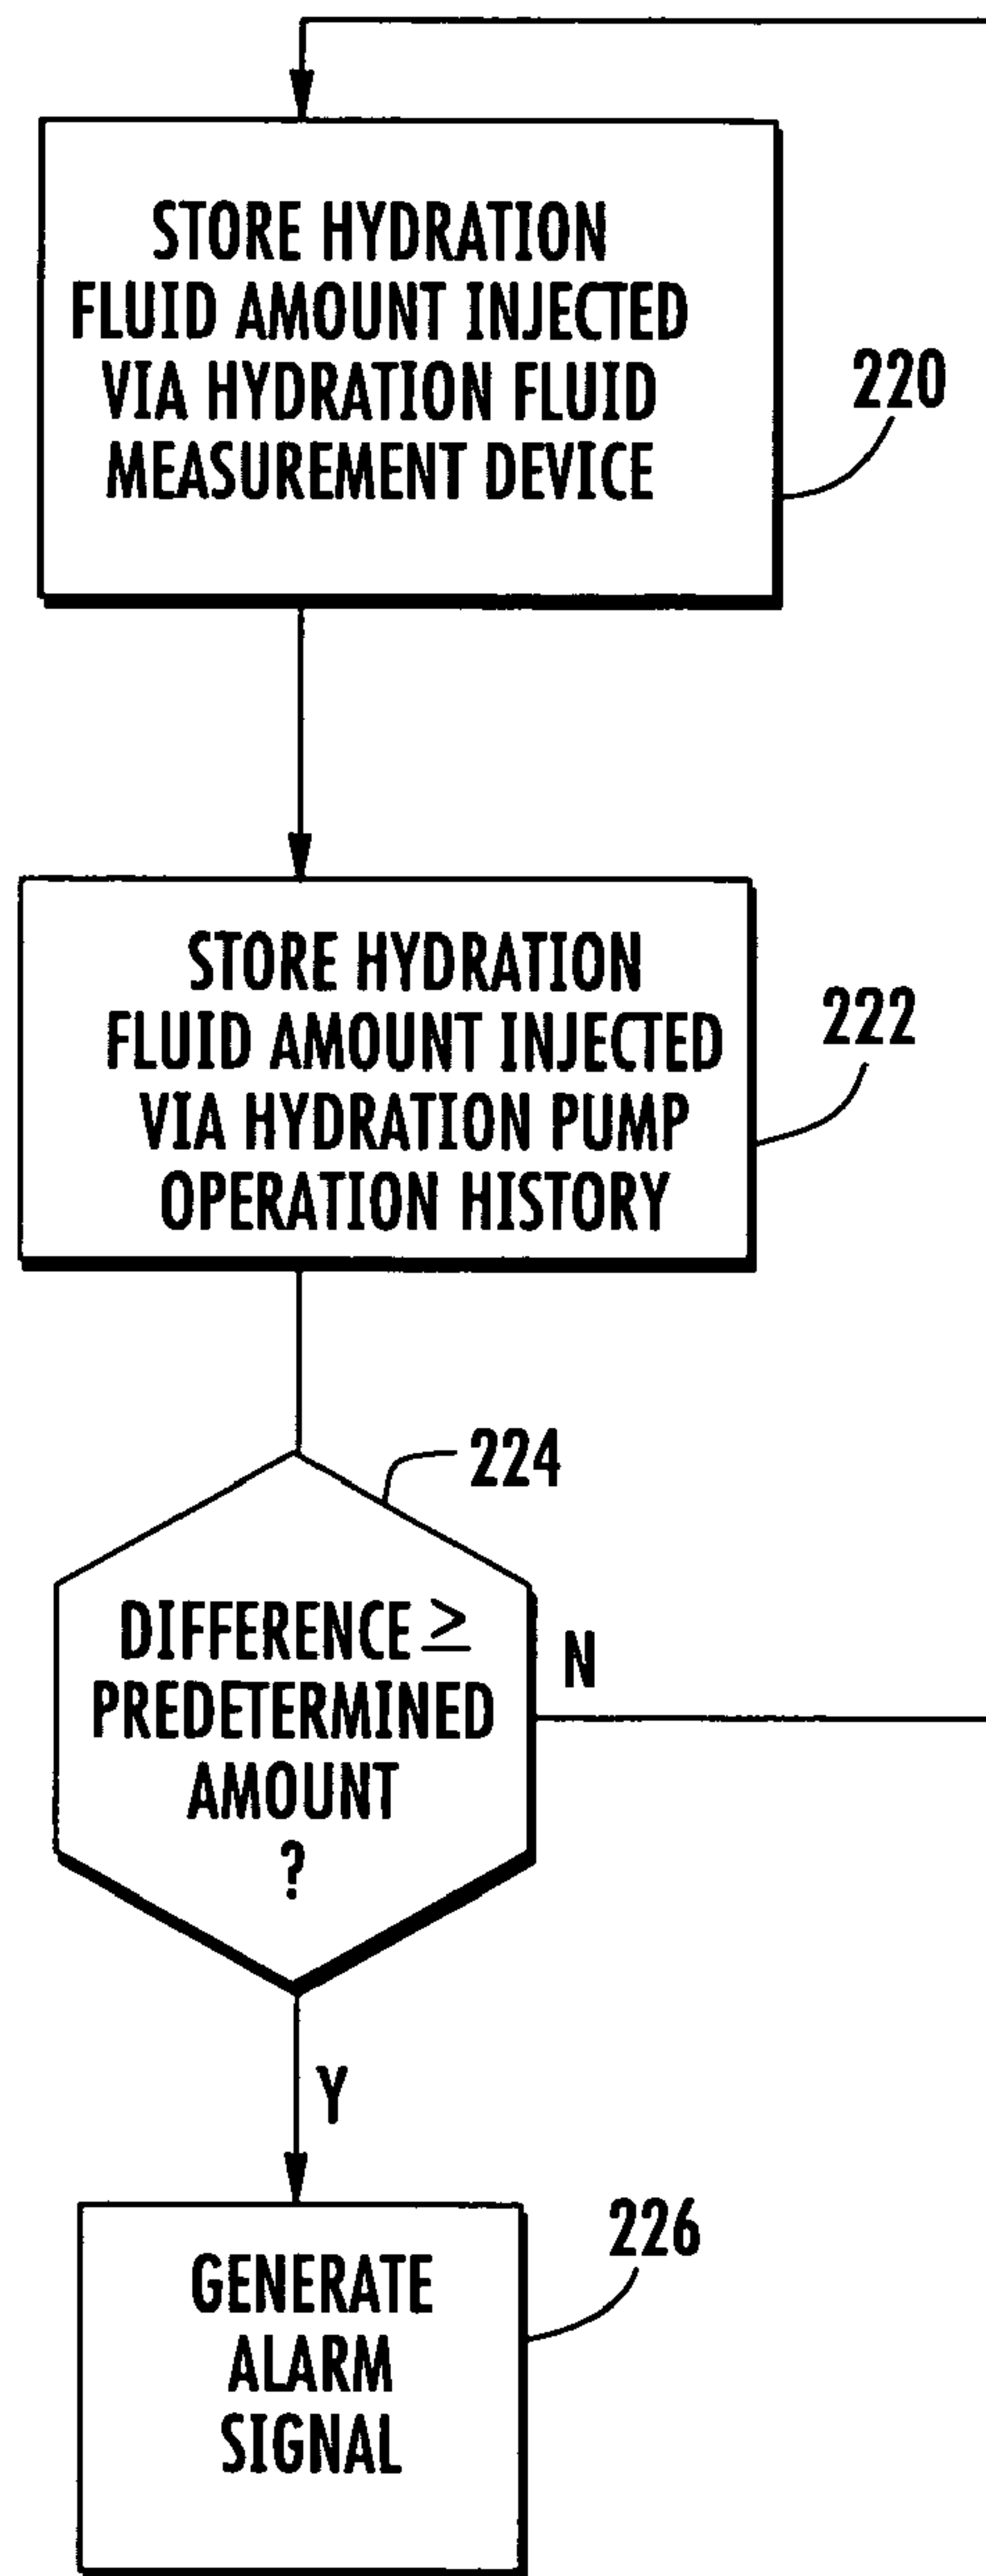 STORE HYDRATION
FLUID AMOUNT INJECTED
VIA HYDRATION FLUID
MEASUREMENT DEVICE
220
STORE HYDRATION
FLUID AMOUNT INJECTED
VIA HYDRATION PUMP
OPERATION HISTORY
222
224
DIFFERENCE ≥
PREDETERMINED
AMOUNT
?
N
Y
GENERATE
ALARM
SIGNAL
226